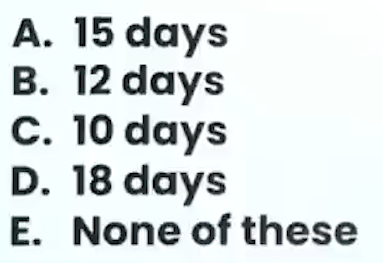 A. 15 days
B. 12 days
C. 10 days
D. 18 days
E. None of these